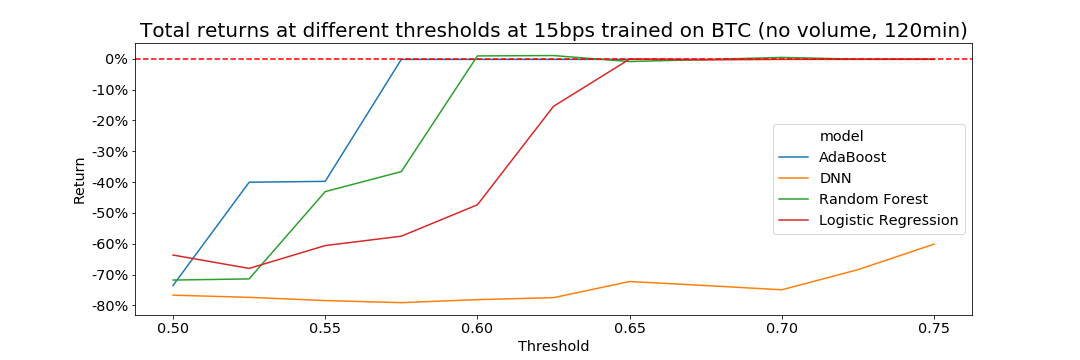 Total returns at different thresholds at 15bps trained on BTC (no volume, 120min)
0%
-10%
-20%
-30%
-40%
-50%
-60%
-70%
-80%
Return
model
AdaBoost
DNN
Random Forest
Logistic Regression
0.50 0.55 0.60 0.65 0.70 0.75
Threshold